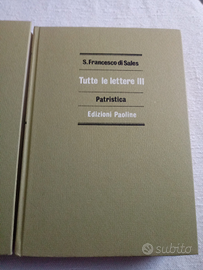 S. Francesco di Sales
Tutte le lettere III
Patristica
Edizioni Paoline
subito